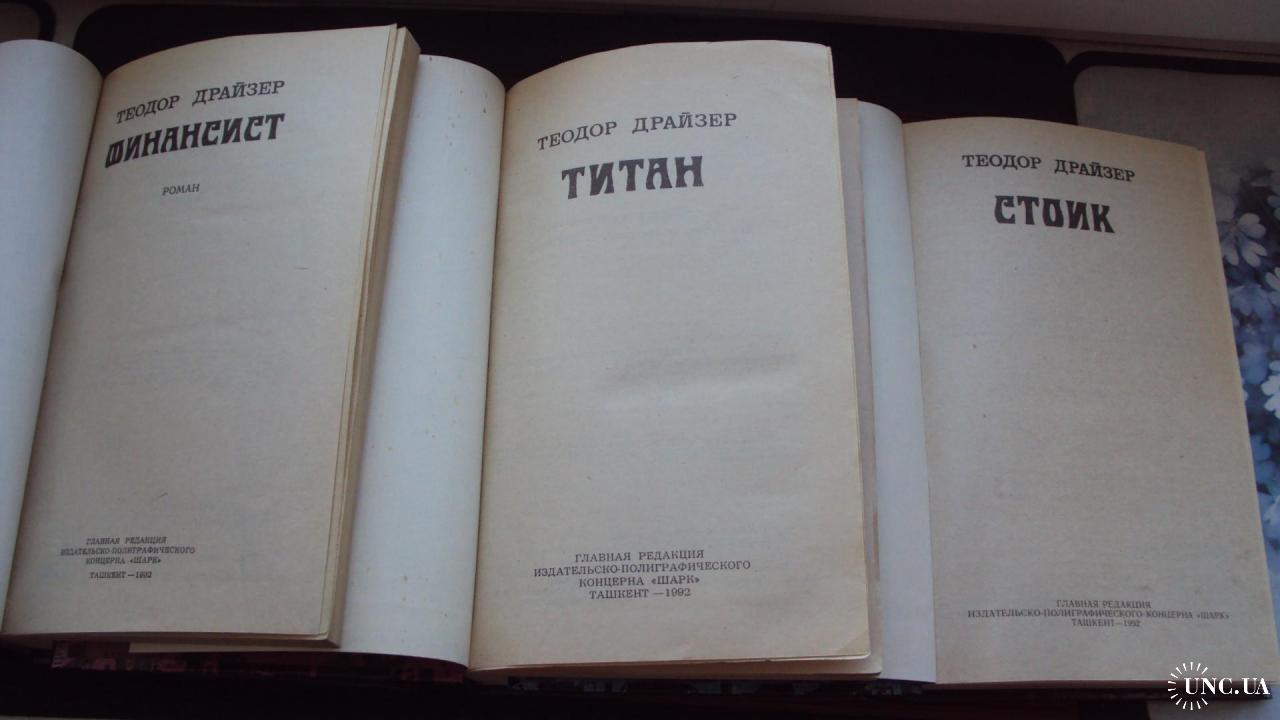 ТЕОДОР ДРАЙЗЕР
ФИНАНСИСТ
РОМАН
ГЛАВНАЯ РЕДАКЦИЯ
ИЗДАТЕЛЬСКО-ПОЛИГРАФИЧЕСКОГО
КОНЦЕРНА «ШАРК»
ТАШКЕНТ — 1992
ТЕОДОР ДРАЙЗЕР
ТИТАН
ГЛАВНАЯ РЕДАКЦИЯ
ИЗДАТЕЛЬСКО-ПОЛИГРАФИЧЕСКОГО
КОНЦЕРНА «ШАРК»
ТАШКЕНТ — 1992
ТЕОДОР ДРАЙЗЕР
СТОИК
ГЛАВНАЯ РЕДАКЦИЯ
ИЗДАТЕЛЬСКО-ПОЛИГРАФИЧЕСКОГО КОНЦЕРНА «ШАРК»
ТАШКЕНТ—1992
UNC.UA